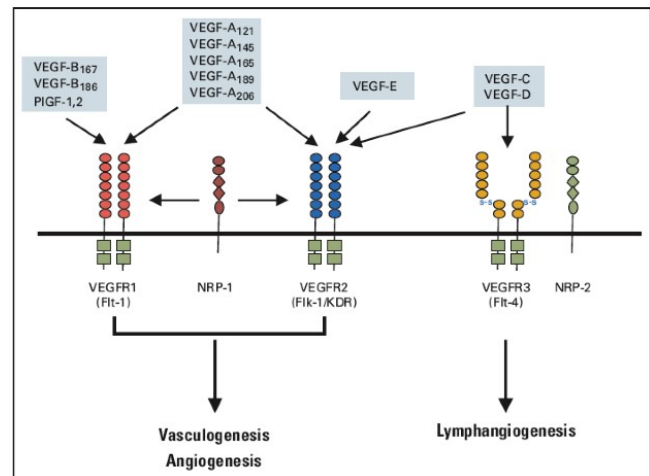 VEGF-A121
VEGF-A145
VEGF-A165
VEGF-A189
VEGF-A206
VEGF-B167
VEGF-B186
PIGF-1,2
VEGF-E
VEGF-C
VEGF-D
S-S
S-S
VEGFR1
(Flt-1)
NRP-1
VEGFR2
(Flk-1/KDR)
VEGFR3
(Flt-4)
NRP-2
Vasculogenesis
Angiogenesis
Lymphangiogenesis